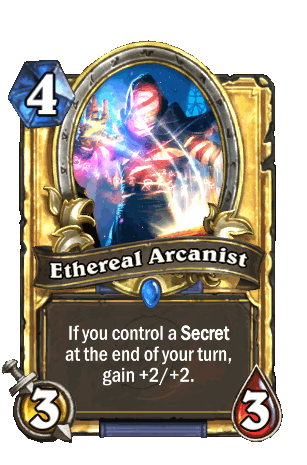 4
Ethereal Arcanist
If you control a Secret
at the end of your turn,
gain +2/+2.
3 3